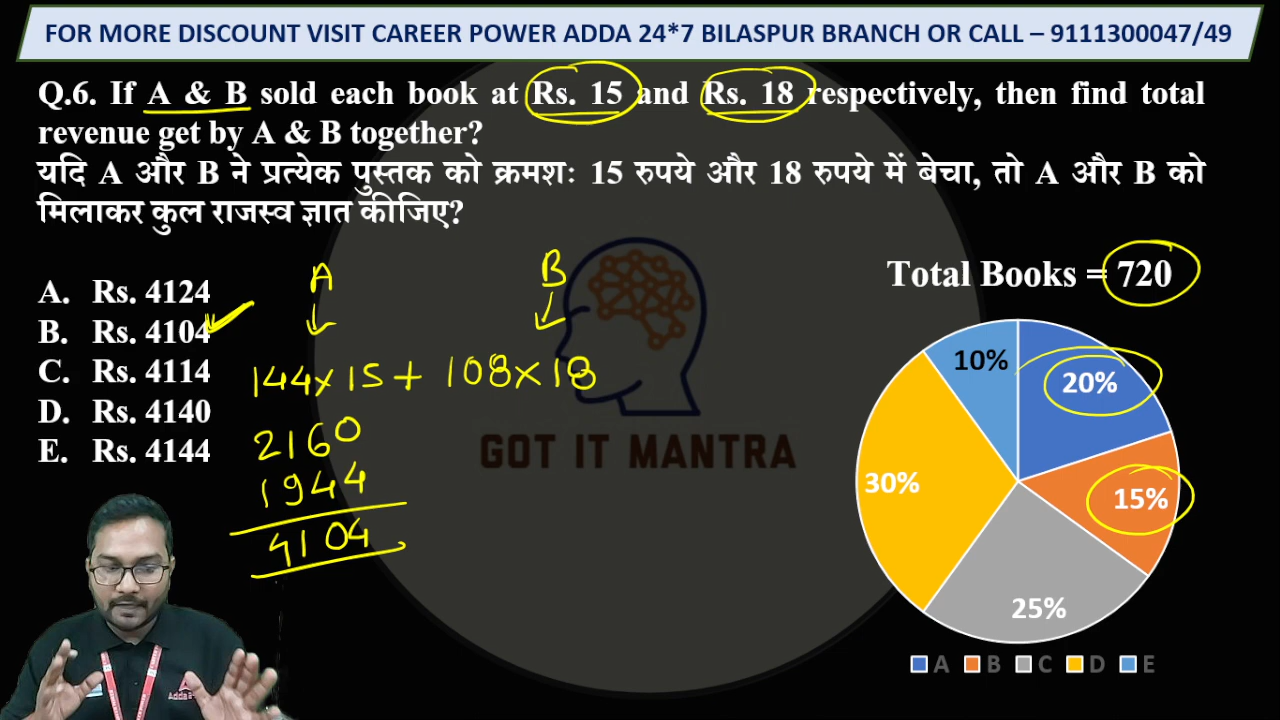 FOR MORE DISCOUNT VISIT CAREER POWER ADDA 24*7 BILASPUR BRANCH OR CALL – 9111300047/49
Q.6. If A & B sold each book at Rs. 15 and Rs. 18 respectively, then find total
revenue get by A & B together?
यदि A और B ने प्रत्येक पुस्तक को क्रमशः 15 रुपये और 18 रुपये में बेचा, तो A और B को
मिलाकर कुल राजस्व ज्ञात कीजिए?
A. Rs. 4124
B. Rs. 4104
C. Rs. 4114
D. Rs. 4140
E. Rs. 4144
A B
144 x 15 + 108 x 18
2160
1944
4104
GOT IT MANTRA
Total Books = 720
10%
20%
30%
15%
25%
A B C D E
Adda